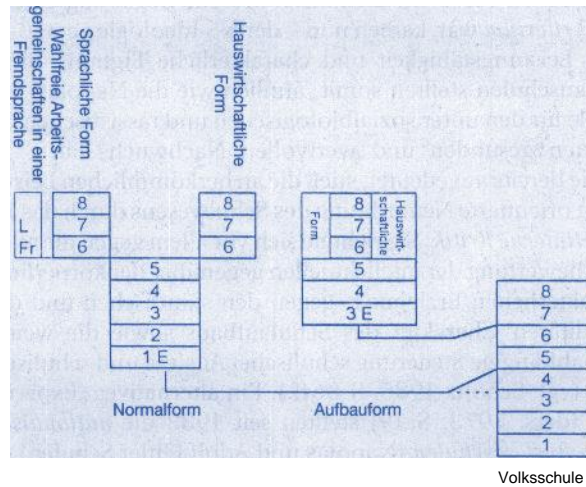 Hauswirtschaftliche
Form
Sprachliche Form
Wahlfreie Arbeits-
gemeinschaften in einer
Fremdsprache
8
7
6
8
7
6
5
4
3
2
1 E
Normalform
Hauswirt-
schaftliche
Form
8
7
6
5
4
3 E
Aufbauform
8
7
6
5
4
3
2
1
Volksschule